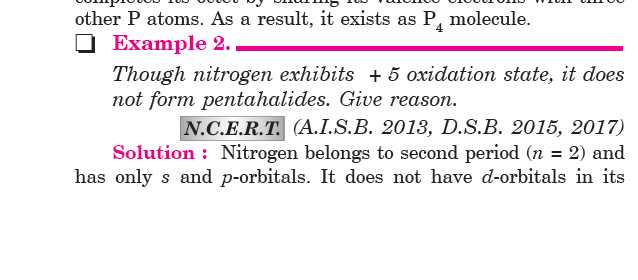 completes its octet by sharing its valence electrons with three
other P atoms. As a result, it exists as P4 molecule.
❑ Example 2.
Though nitrogen exhibits + 5 oxidation state, it does
not form pentahalides. Give reason.
N.C.E.R.T. (A.I.S.B. 2013, D.S.B. 2015, 2017)
Solution : Nitrogen belongs to second period (n = 2) and
has only s and p-orbitals. It does not have d-orbitals in its